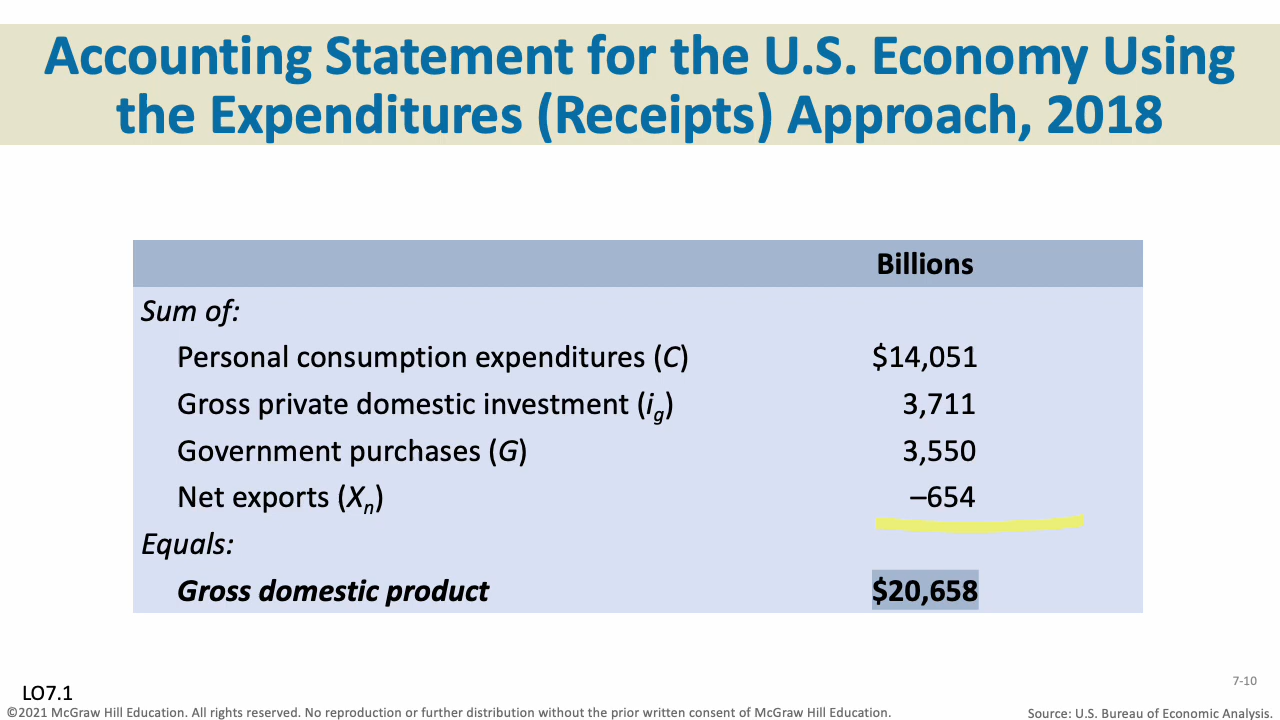 Accounting Statement for the U.S. Economy Using
the Expenditures (Receipts) Approach, 2018
Billions
Sum of:
Personal consumption expenditures (C) $14,051
Gross private domestic investment (ig) 3,711
Government purchases (G) 3,550
Net exports (Xn) –654
Equals:
Gross domestic product $20,658
7-10
LO7.1
©2021 McGraw Hill Education. All rights reserved. No reproduction or further distribution without the prior written consent of McGraw Hill Education. Source: U.S. Bureau of Economic Analysis.